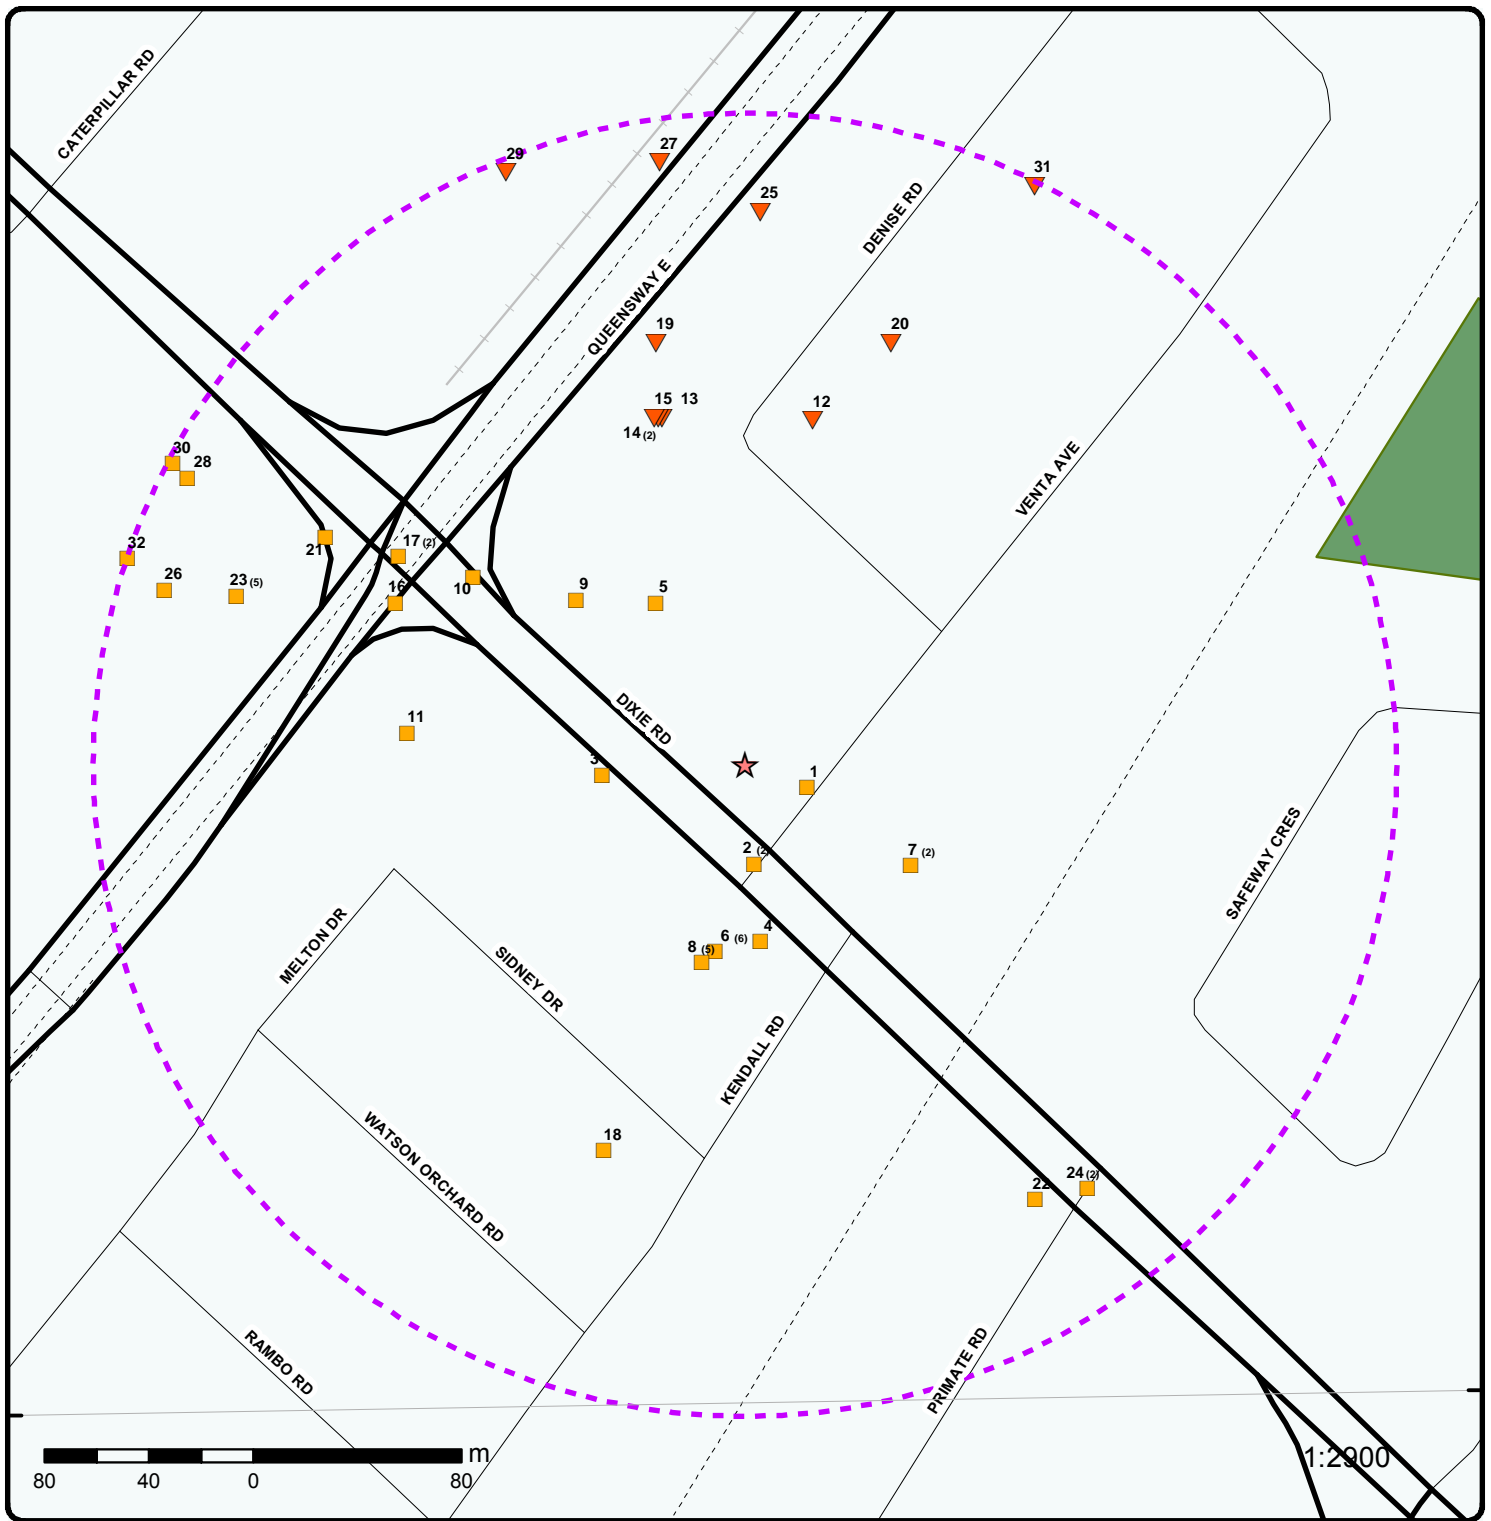 CATERPILLAR RD
29
27
31
25
DENISE RD
QUEENSWAY E
19
20
15
13
12
14 (2)
30
28
VENTA AVE
21
17 (2)
32
26
23 (5)
16
10
9
5
DIXIE RD
11
3
1
2 (2)
7 (2)
SAFEWAY CRES
4
6 (6)
8 (5)
MELTON DR
SIDNEY DR
KENDALL RD
WATSON ORCHARD RD
18
24 (2)
22
RAMBO RD
PRIMATE RD
m
1:2900
80 40 0 80